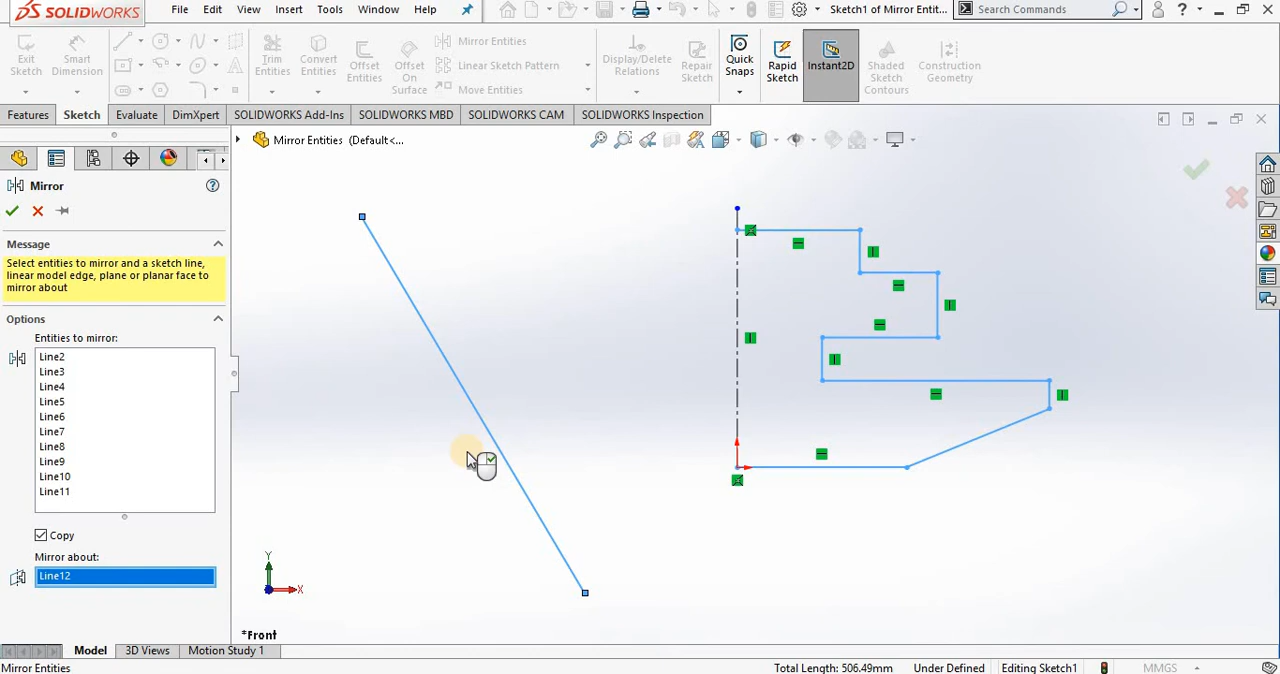 SOLIDWORKS
File Edit View Insert Tools Window Help
Sketch1 of Mirror Entit...
Search Commands
?
Exit Sketch
Smart Dimension
Trim Entities
Convert Entities
Offset Entities
Offset On Surface
Mirror Entities
Linear Sketch Pattern
Move Entities
Display/Delete Relations
Repair Sketch
Quick Snaps
Rapid Sketch
Instant2D
Shaded Sketch Contours
Construction Geometry
Features Sketch Evaluate DimXpert SOLIDWORKS Add-Ins SOLIDWORKS MBD SOLIDWORKS CAM SOLIDWORKS Inspection
Mirror Entities (Default<...
Mirror
?
Message
Select entities to mirror and a sketch line,
linear model edge, plane or planar face to
mirror about
Options
Entities to mirror:
Line2
Line3
Line4
Line5
Line6
Line7
Line8
Line9
Line10
Line11
Copy
Mirror about:
Line12
Y
X
*Front
Model 3D Views Motion Study 1
Mirror Entities
Total Length: 506.49mm Under Defined Editing Sketch1 MMGS